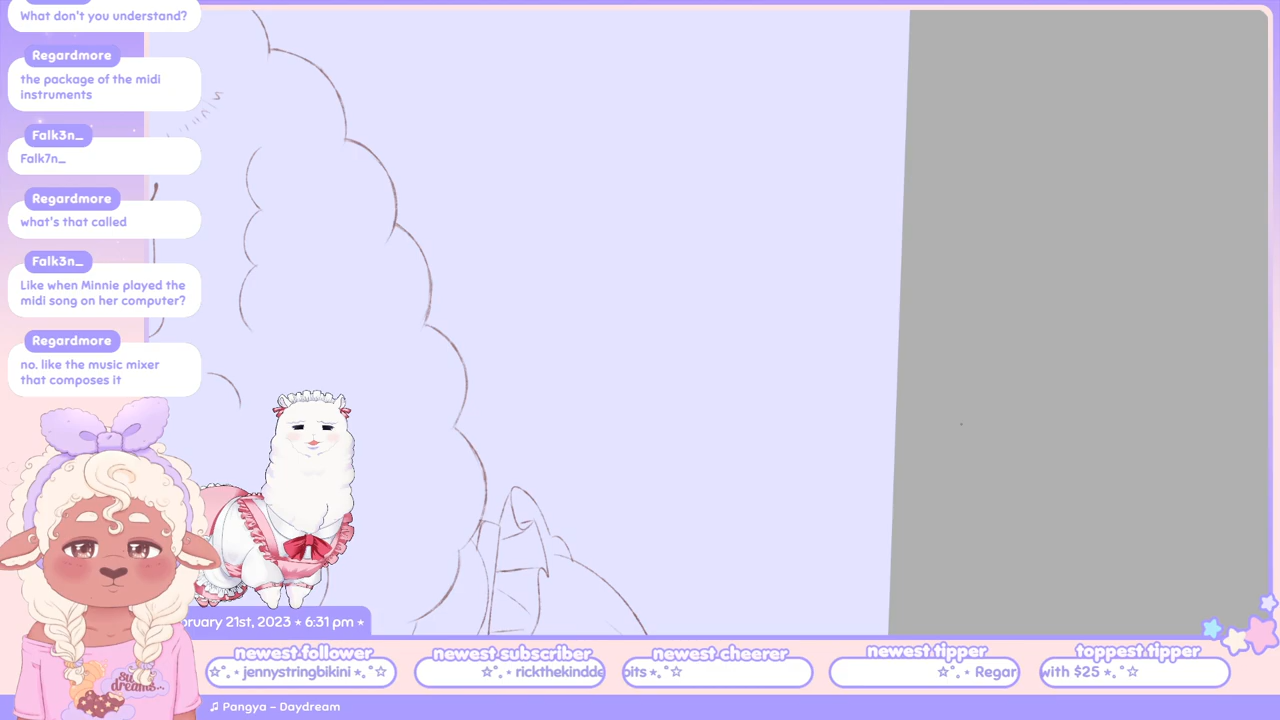 What don't you understand?
Regardmore
the package of the midi
instruments
Falk3n_
Falk7n_
Regardmore
what's that called
Falk3n_
Like when Minnie played the
midi song on her computer?
Regardmore
no. like the music mixer
that composes it
bruary 21st, 2023 ⋆ 6:31 pm ⋆
newest follower
☆°｡⋆ jennystringbikini ⋆｡°☆
newest subscriber
☆°｡⋆ rickthekindde
newest cheerer
bits ⋆｡°☆
newest tipper
☆°｡⋆ Regar
toppest tipper
with $25 ⋆｡°☆
dreams...
♫ Pangya - Daydream